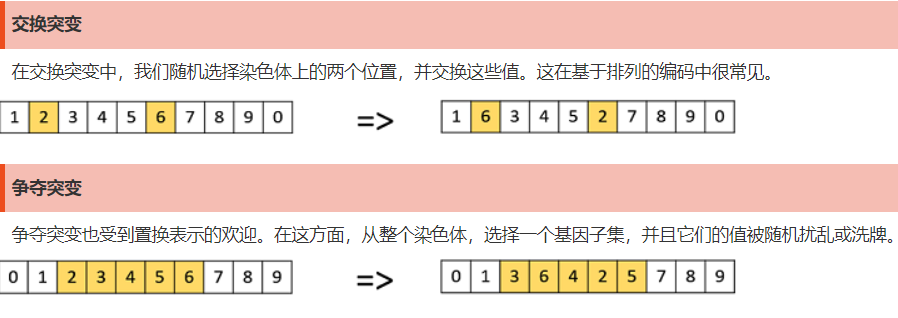 交换突变
在交换突变中，我们随机选择染色体上的两个位置，并交换这些值。这在基于排列的编码中很常见。
1 2 3 4 5 6 7 8 9 0 => 1 6 3 4 5 2 7 8 9 0
争夺突变
争夺突变也受到置换表示的欢迎。在这方面，从整个染色体，选择一个基因子集，并且它们的值被随机扰乱或洗牌。
0 1 2 3 4 5 6 7 8 9 => 0 1 3 6 4 2 5 7 8 9